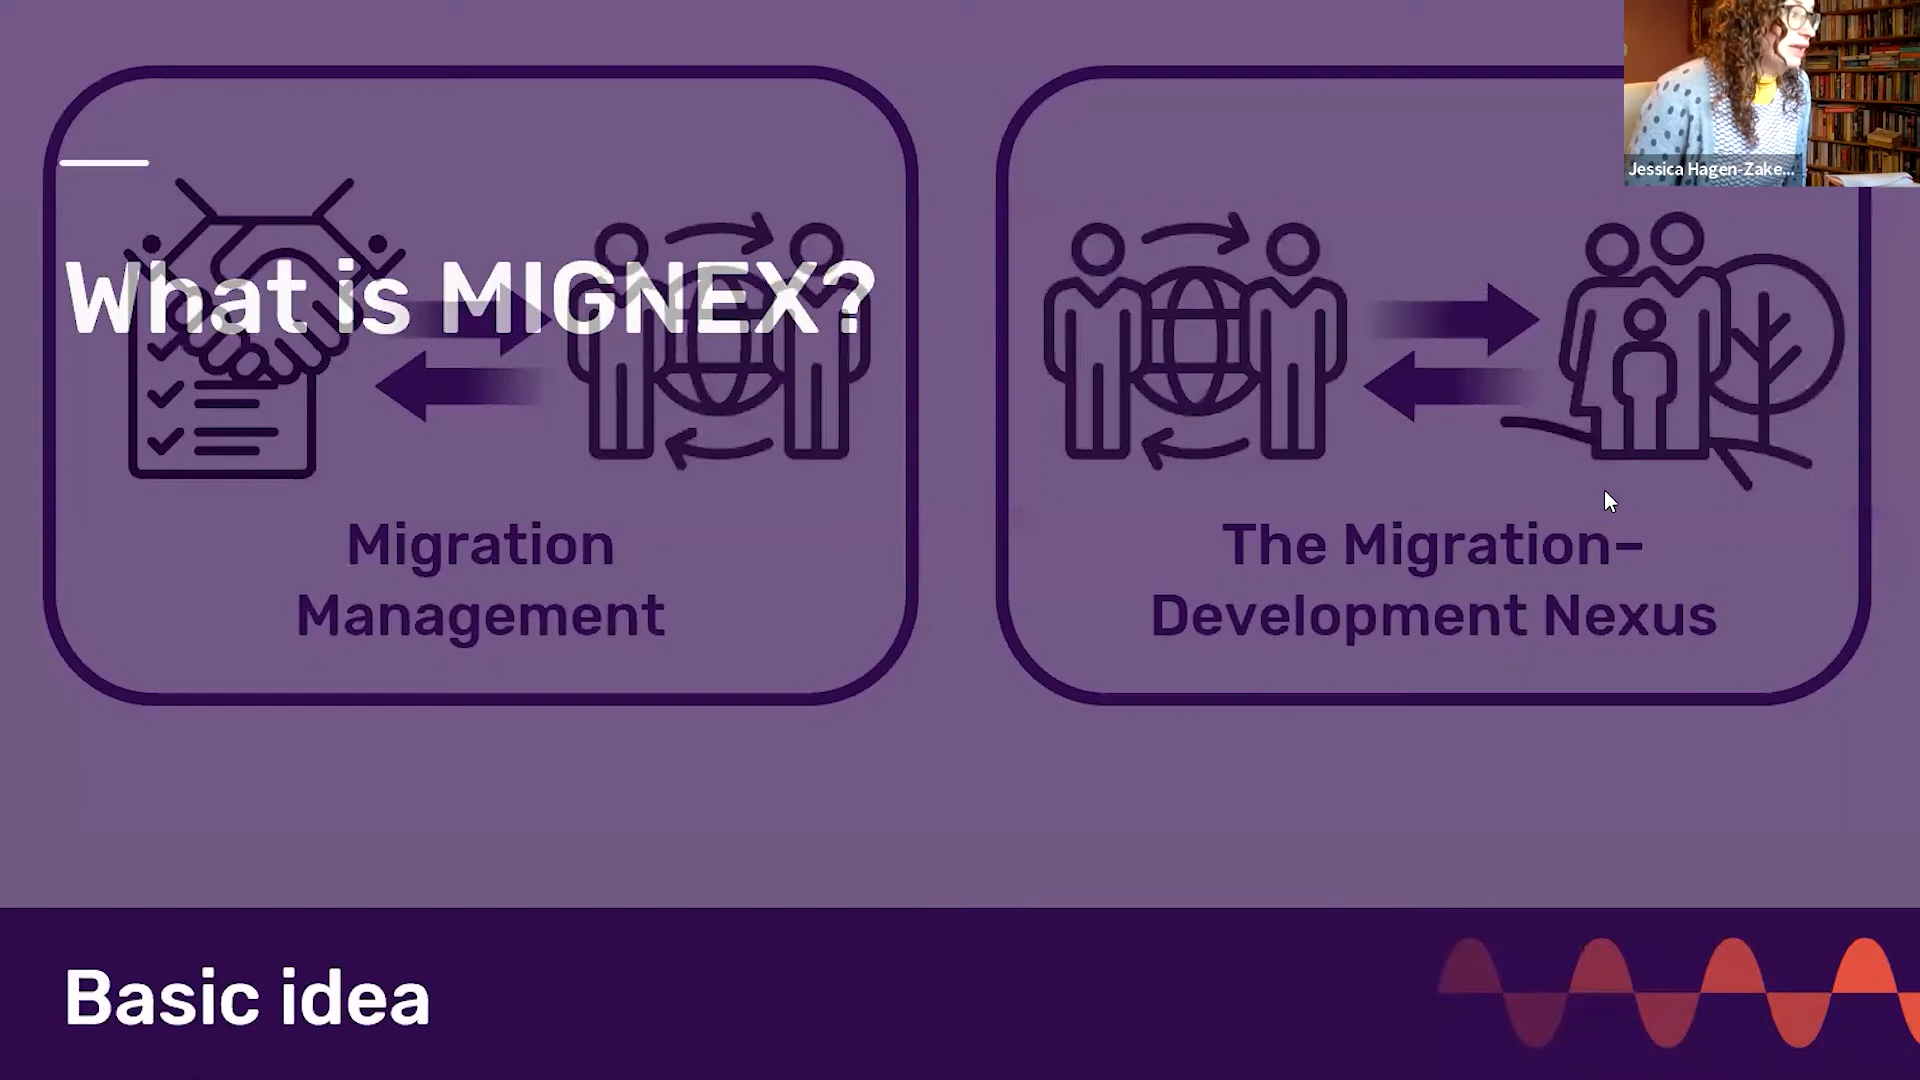 Jessica Hagen-Zake...
What is MIGNEX?
Migration
Management
The Migration–
Development Nexus
Basic idea